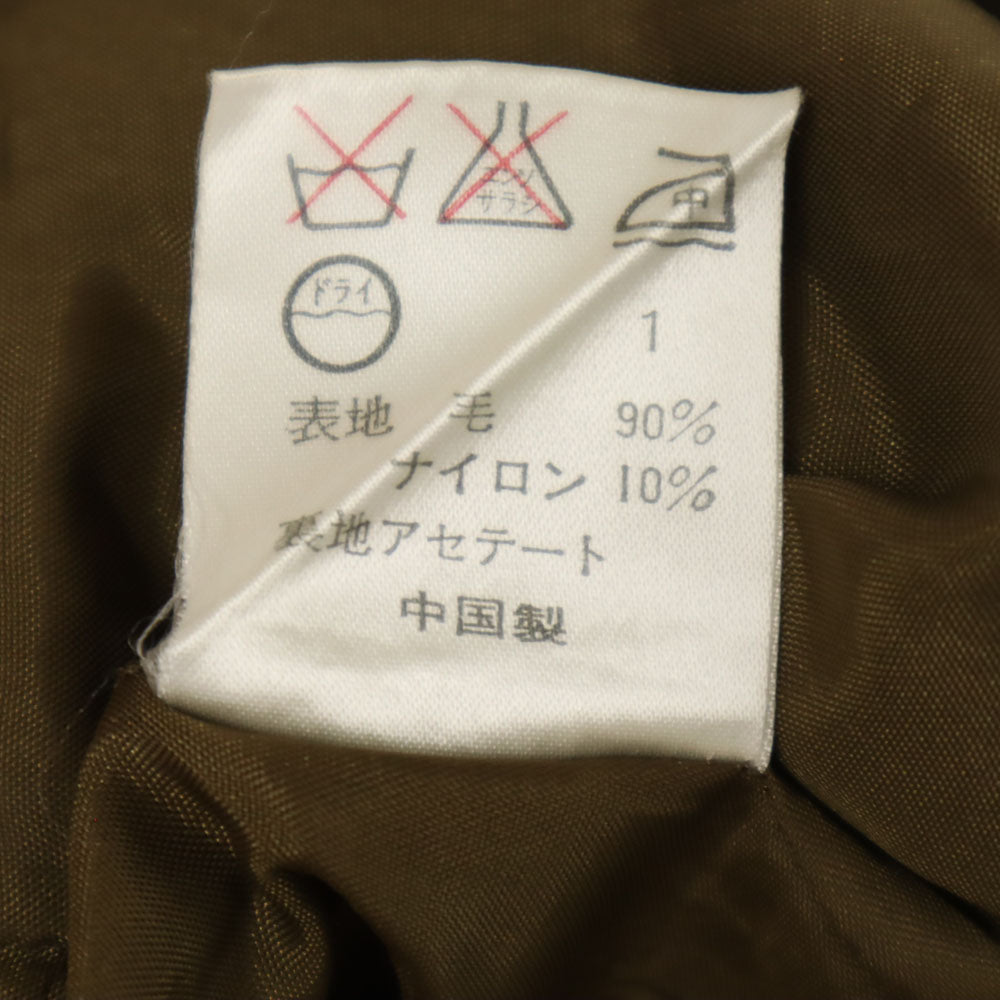 エンソ
サラシ
中
ドライ
1
表地 毛 90%
ナイロン 10%
裏地アセテート
中国製